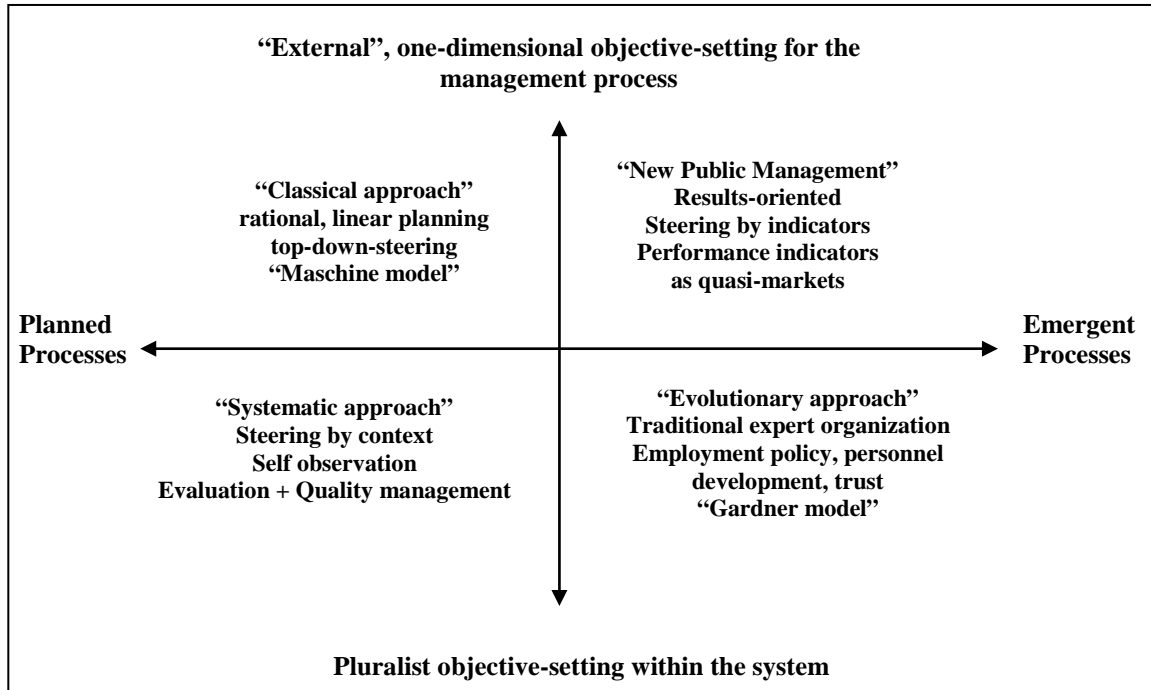 “External”, one-dimensional objective-setting for the
management process
“Classical approach”
rational, linear planning
top-down-steering
“Maschine model”
“New Public Management”
Results-oriented
Steering by indicators
Performance indicators
as quasi-markets
Planned
Processes
Emergent
Processes
“Systematic approach”
Steering by context
Self observation
Evaluation + Quality management
“Evolutionary approach”
Traditional expert organization
Employment policy, personnel
development, trust
“Gardner model”
Pluralist objective-setting within the system